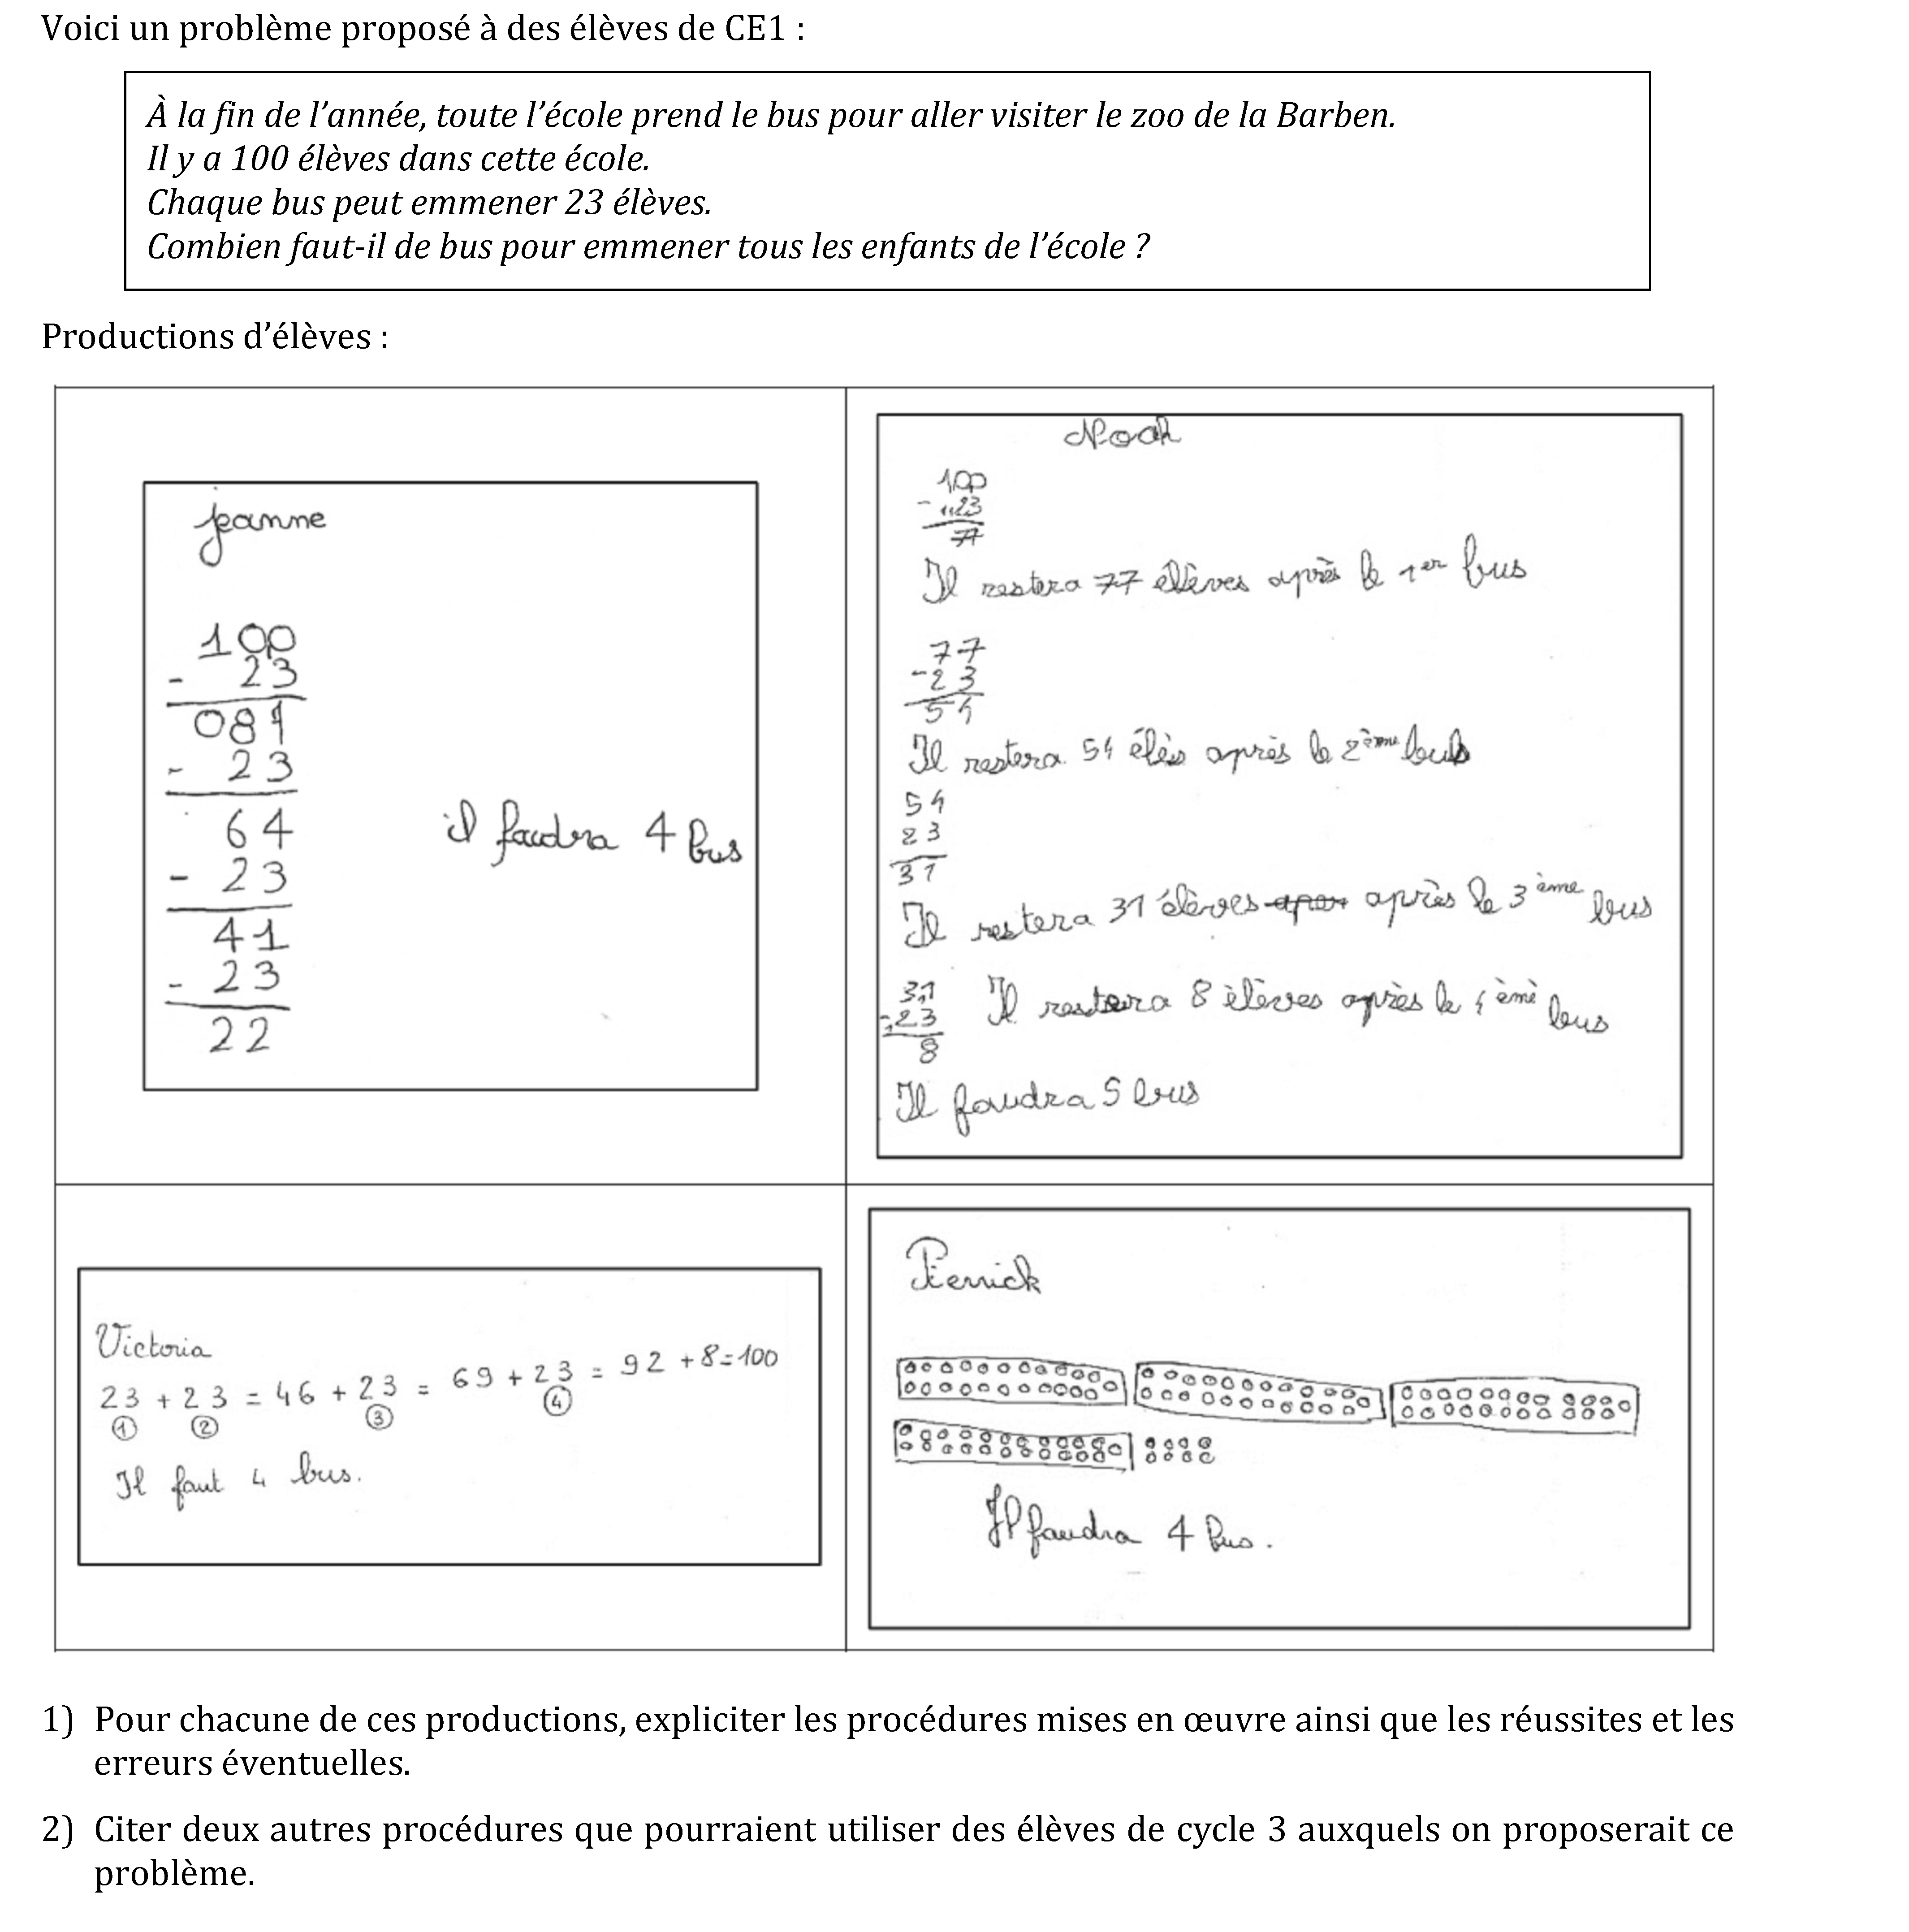 Voici un problème proposé à des élèves de CE1 :
À la fin de l’année, toute l’école prend le bus pour aller visiter le zoo de la Barben.
Il y a 100 élèves dans cette école.
Chaque bus peut emmener 23 élèves.
Combien faut-il de bus pour emmener tous les enfants de l’école ?
Productions d’élèves :
jeanne
100
- 23
081
- 23
64
- 23
41
- 23
22
il faudra 4 bus
Noah
100
- 23
77
Il restera 77 élèves après le 1er bus
77
- 23
54
Il restera 54 élès après le 2ème bus
54
23
31
Il restera 31 élèves après le 3ème bus
31
- 23
8
Il restera 8 élèves après le 4ème bus
Il faudra 5 bus
Victoria
23 + 23 = 46 + 23 = 69 + 23 = 92 + 8 = 100
① ② ③ ④
Il faut 4 bus.
Pierrick
Il faudra 4 bus.
1) Pour chacune de ces productions, expliciter les procédures mises en œuvre ainsi que les réussites et les
erreurs éventuelles.
2) Citer deux autres procédures que pourraient utiliser des élèves de cycle 3 auxquels on proposerait ce
problème.